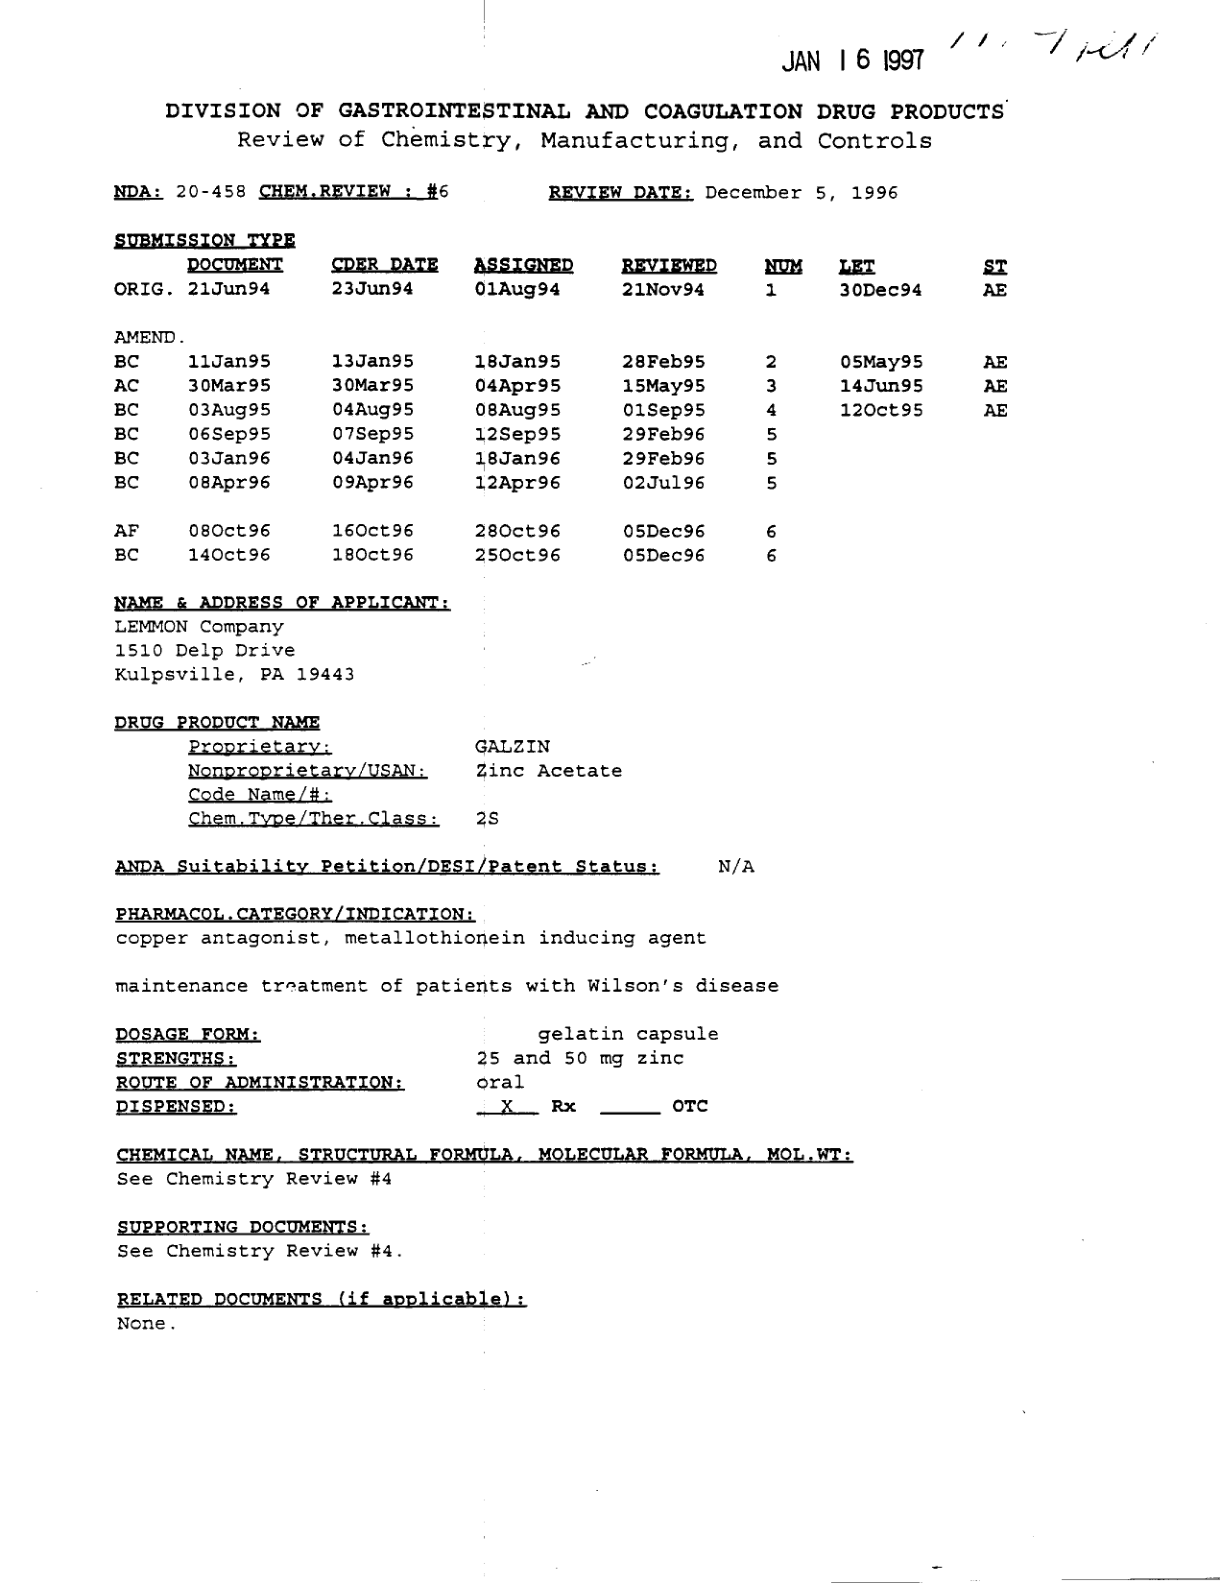 JAN 16 1997
DIVISION OF GASTROINTESTINAL AND COAGULATION DRUG PRODUCTS
Review of Chemistry, Manufacturing, and Controls
NDA: 20-458 CHEM.REVIEW : #6 REVIEW DATE: December 5, 1996
SUBMISSION TYPE
DOCUMENT CDER DATE ASSIGNED REVIEWED NUM LET ST
ORIG. 21Jun94 23Jun94 01Aug94 21Nov94 1 30Dec94 AE
AMEND.
BC 11Jan95 13Jan95 18Jan95 28Feb95 2 05May95 AE
AC 30Mar95 30Mar95 04Apr95 15May95 3 14Jun95 AE
BC 03Aug95 04Aug95 08Aug95 01Sep95 4 12Oct95 AE
BC 06Sep95 07Sep95 12Sep95 29Feb96 5
BC 03Jan96 04Jan96 18Jan96 29Feb96 5
BC 08Apr96 09Apr96 12Apr96 02Jul96 5
AF 08Oct96 16Oct96 28Oct96 05Dec96 6
BC 14Oct96 18Oct96 25Oct96 05Dec96 6
NAME & ADDRESS OF APPLICANT:
LEMMON Company
1510 Delp Drive
Kulpsville, PA 19443
DRUG PRODUCT NAME
Proprietary: GALZIN
Nonproprietary/USAN: Zinc Acetate
Code Name/#:
Chem.Type/Ther.Class: 2S
ANDA Suitability Petition/DESI/Patent Status: N/A
PHARMACOL.CATEGORY/INDICATION:
copper antagonist, metallothionein inducing agent
maintenance treatment of patients with Wilson's disease
DOSAGE FORM: gelatin capsule
STRENGTHS: 25 and 50 mg zinc
ROUTE OF ADMINISTRATION: oral
DISPENSED: X Rx _____ OTC
CHEMICAL NAME, STRUCTURAL FORMULA, MOLECULAR FORMULA, MOL.WT:
See Chemistry Review #4
SUPPORTING DOCUMENTS:
See Chemistry Review #4.
RELATED DOCUMENTS (if applicable):
None.